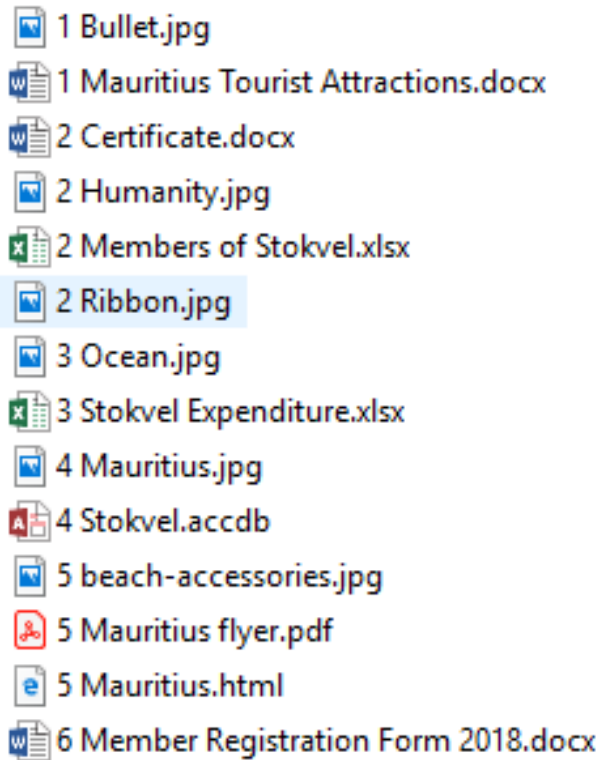 1 Bullet.jpg
1 Mauritius Tourist Attractions.docx
2 Certificate.docx
2 Humanity.jpg
2 Members of Stokvel.xlsx
2 Ribbon.jpg
3 Ocean.jpg
3 Stokvel Expenditure.xlsx
4 Mauritius.jpg
4 Stokvel.accdb
5 beach-accessories.jpg
5 Mauritius flyer.pdf
5 Mauritius.html
6 Member Registration Form 2018.docx